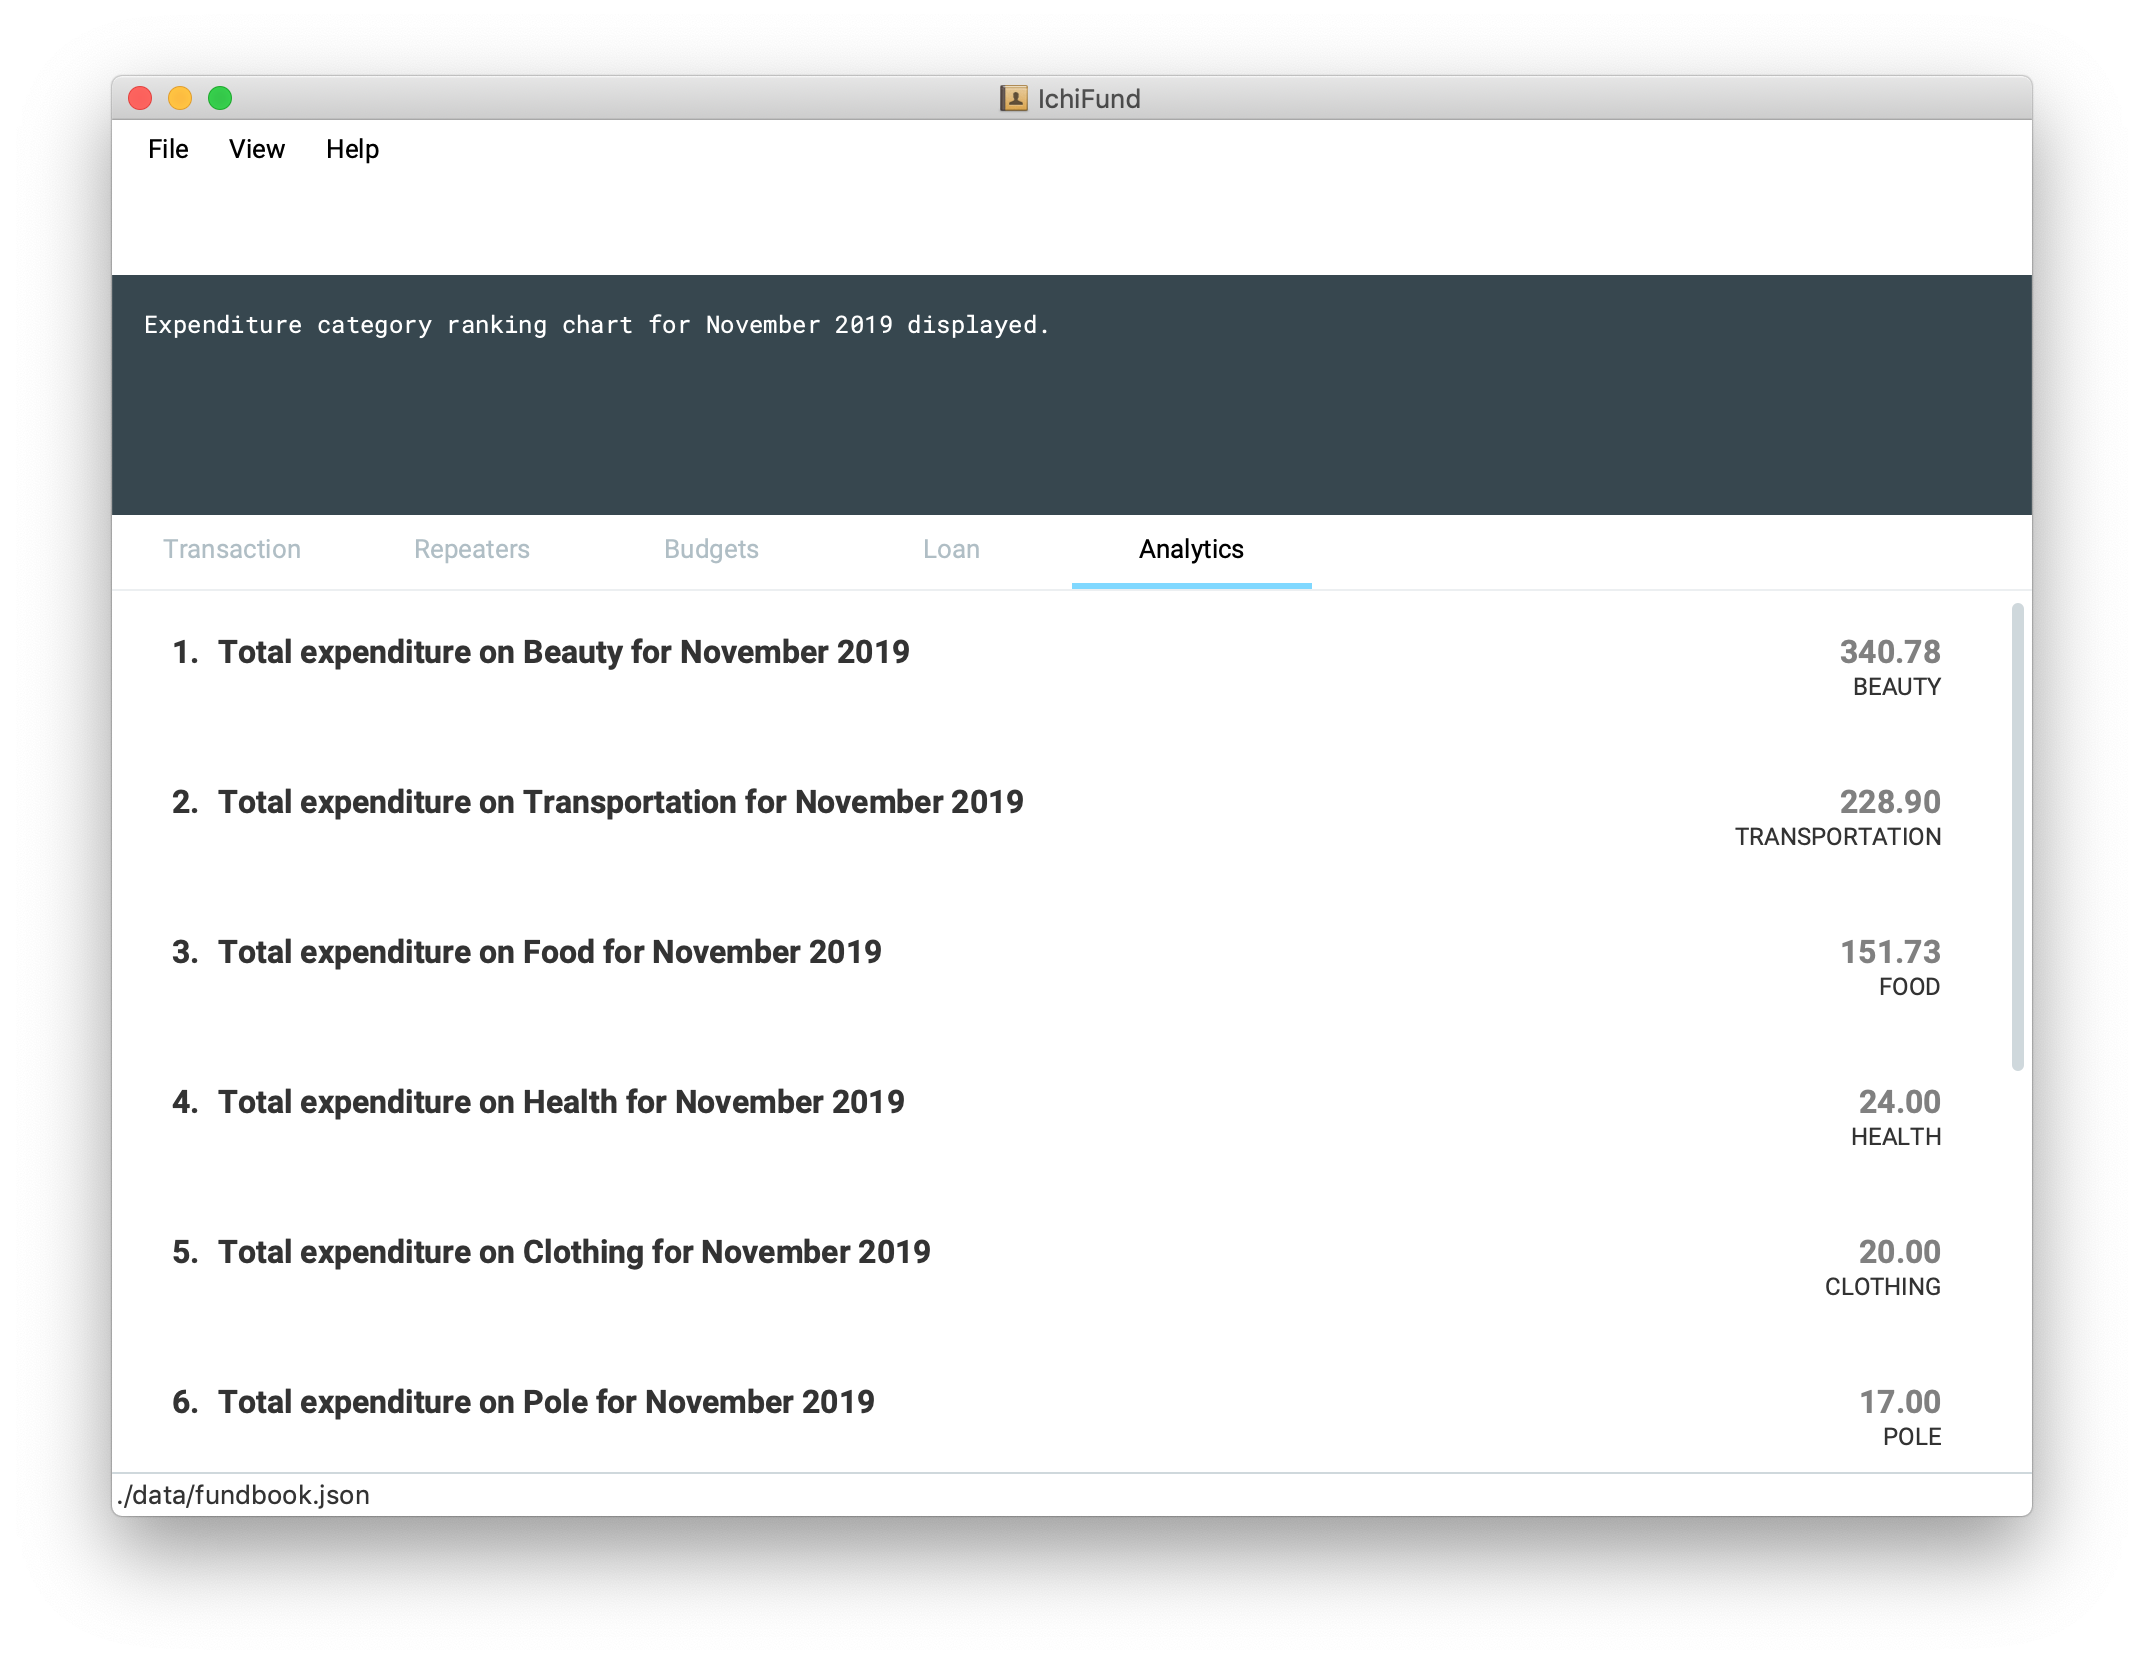 IchiFund
File View Help
Expenditure category ranking chart for November 2019 displayed.
Transaction Repeaters Budgets Loan Analytics
1. Total expenditure on Beauty for November 2019 340.78
BEAUTY
2. Total expenditure on Transportation for November 2019 228.90
TRANSPORTATION
3. Total expenditure on Food for November 2019 151.73
FOOD
4. Total expenditure on Health for November 2019 24.00
HEALTH
5. Total expenditure on Clothing for November 2019 20.00
CLOTHING
6. Total expenditure on Pole for November 2019 17.00
POLE
./data/fundbook.json